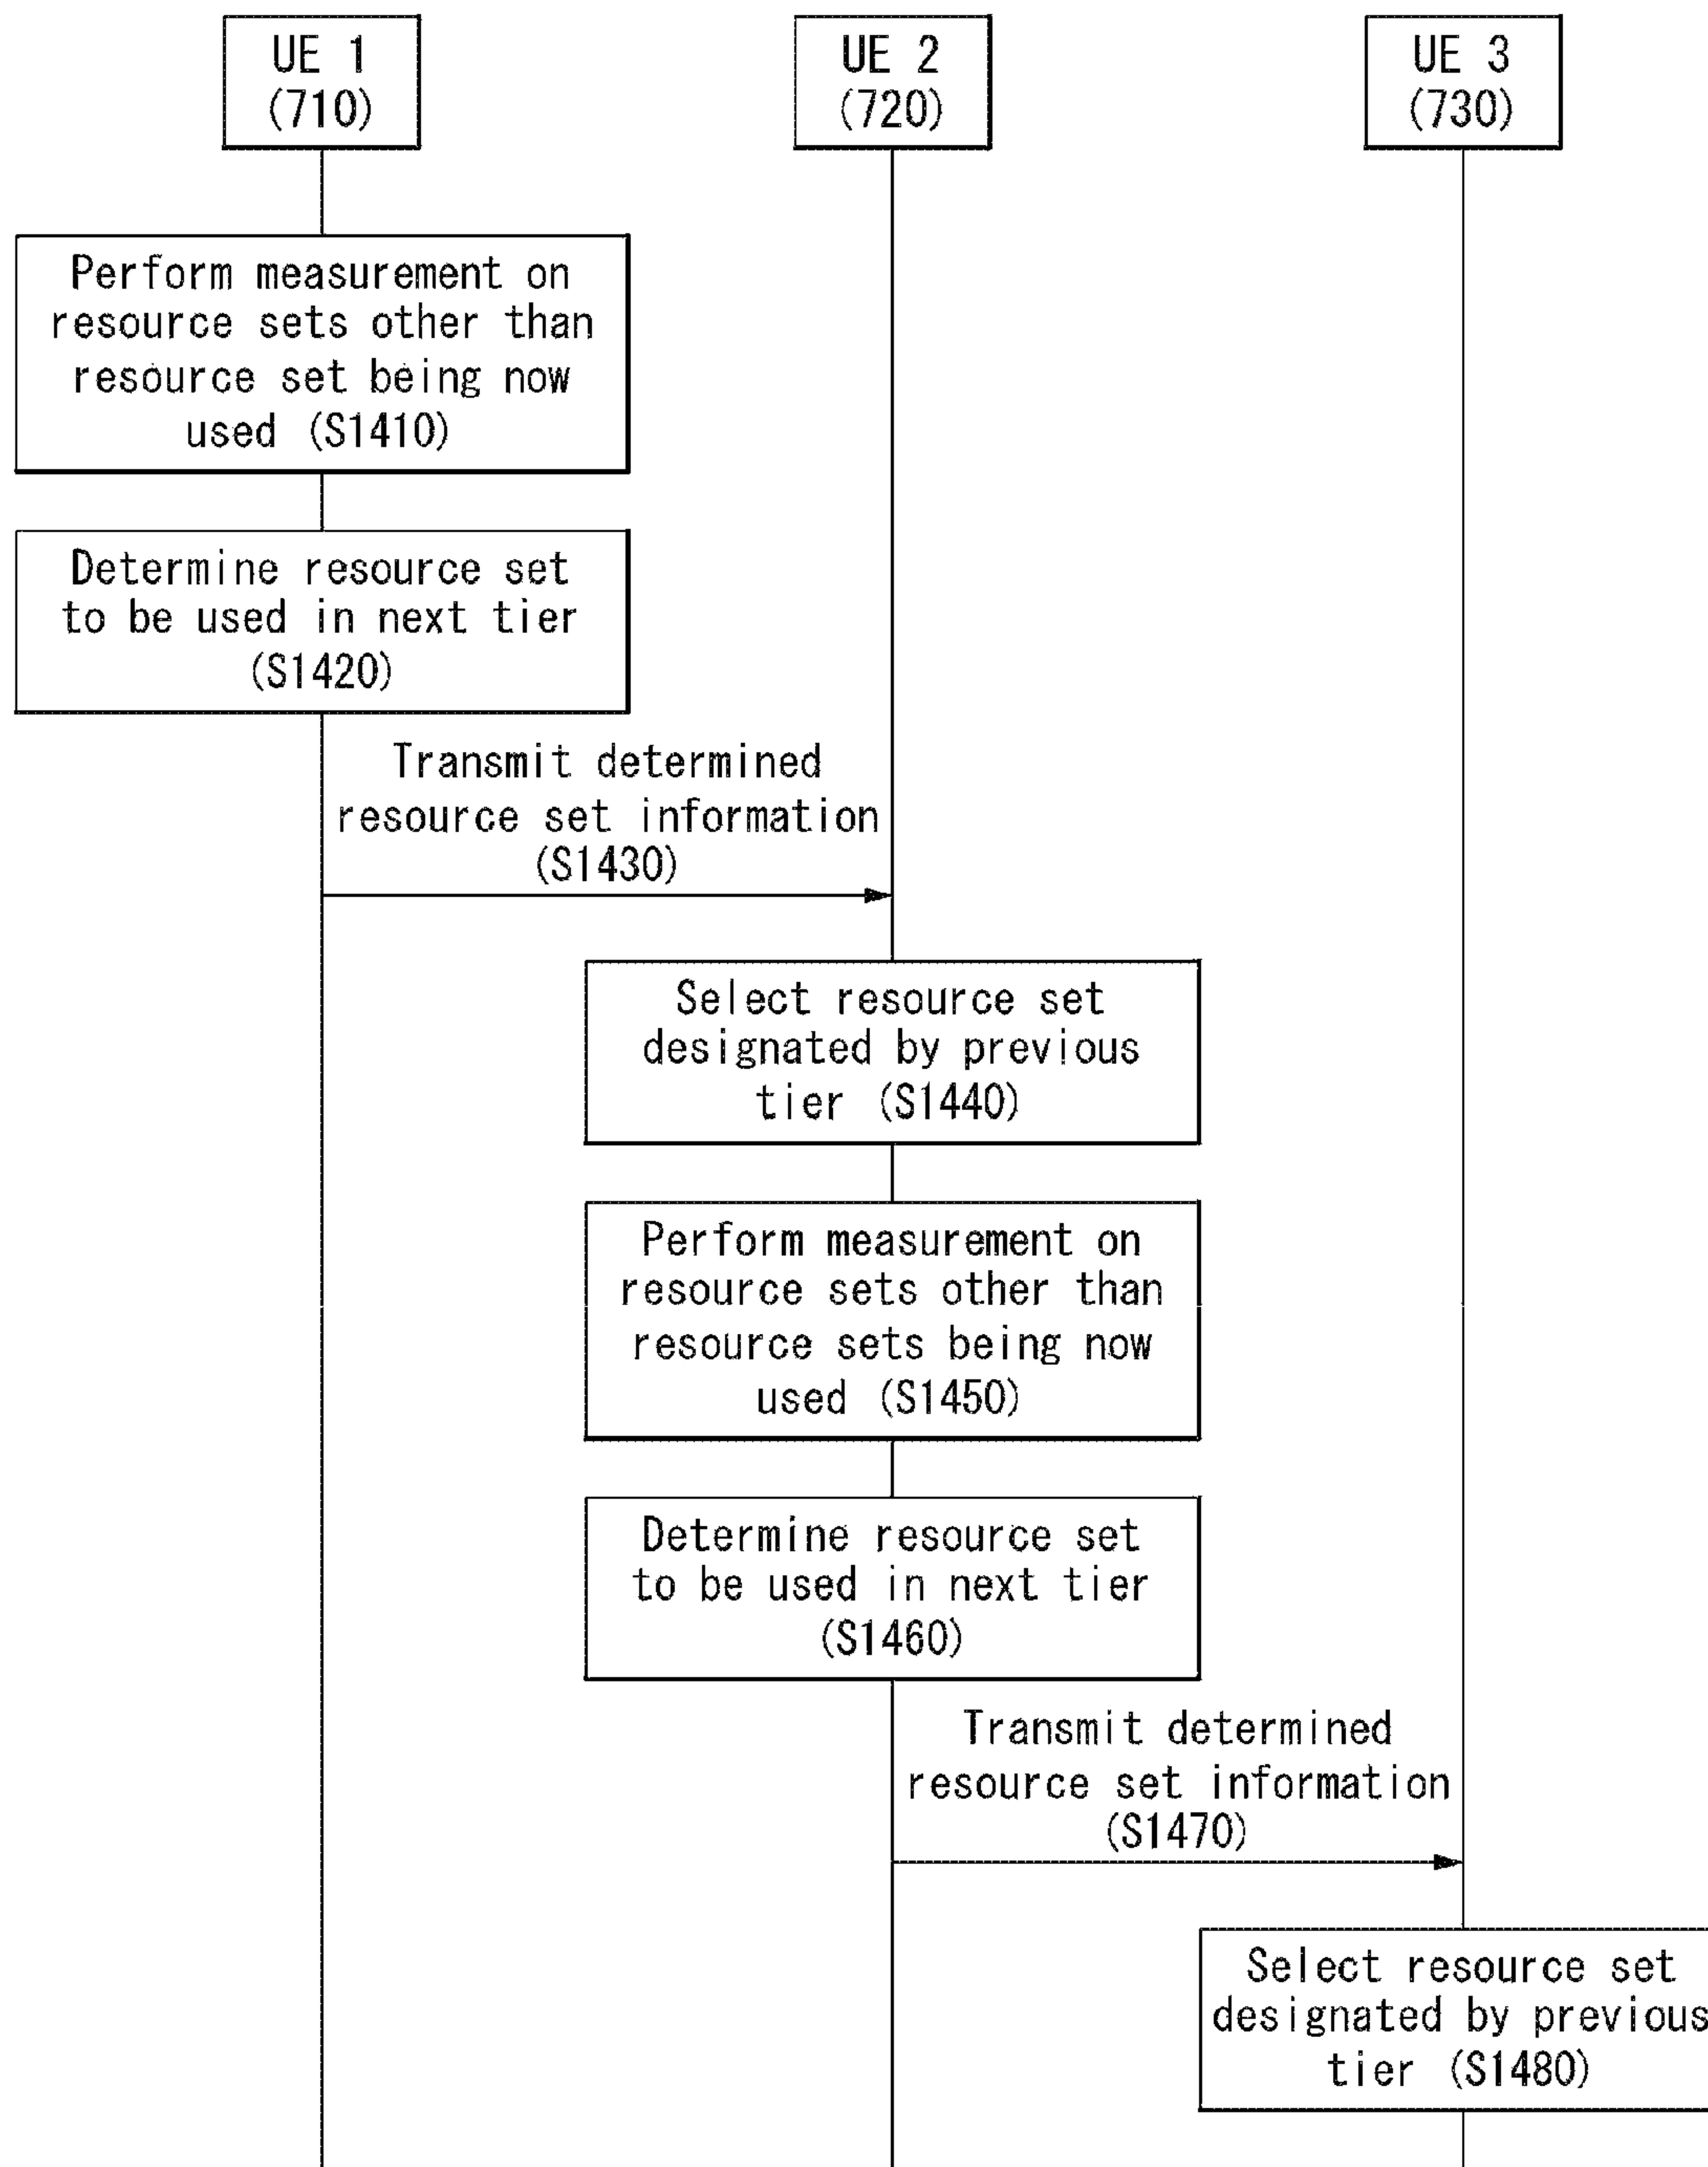 UE 1
(710)
UE 2
(720)
UE 3
(730)
Perform measurement on
resource sets other than
resource set being now
used (S1410)
Determine resource set
to be used in next tier
(S1420)
Transmit determined
resource set information
(S1430)
Select resource set
designated by previous
tier (S1440)
Perform measurement on
resource sets other than
resource sets being now
used (S1450)
Determine resource set
to be used in next tier
(S1460)
Transmit determined
resource set information
(S1470)
Select resource set
designated by previous
tier (S1480)